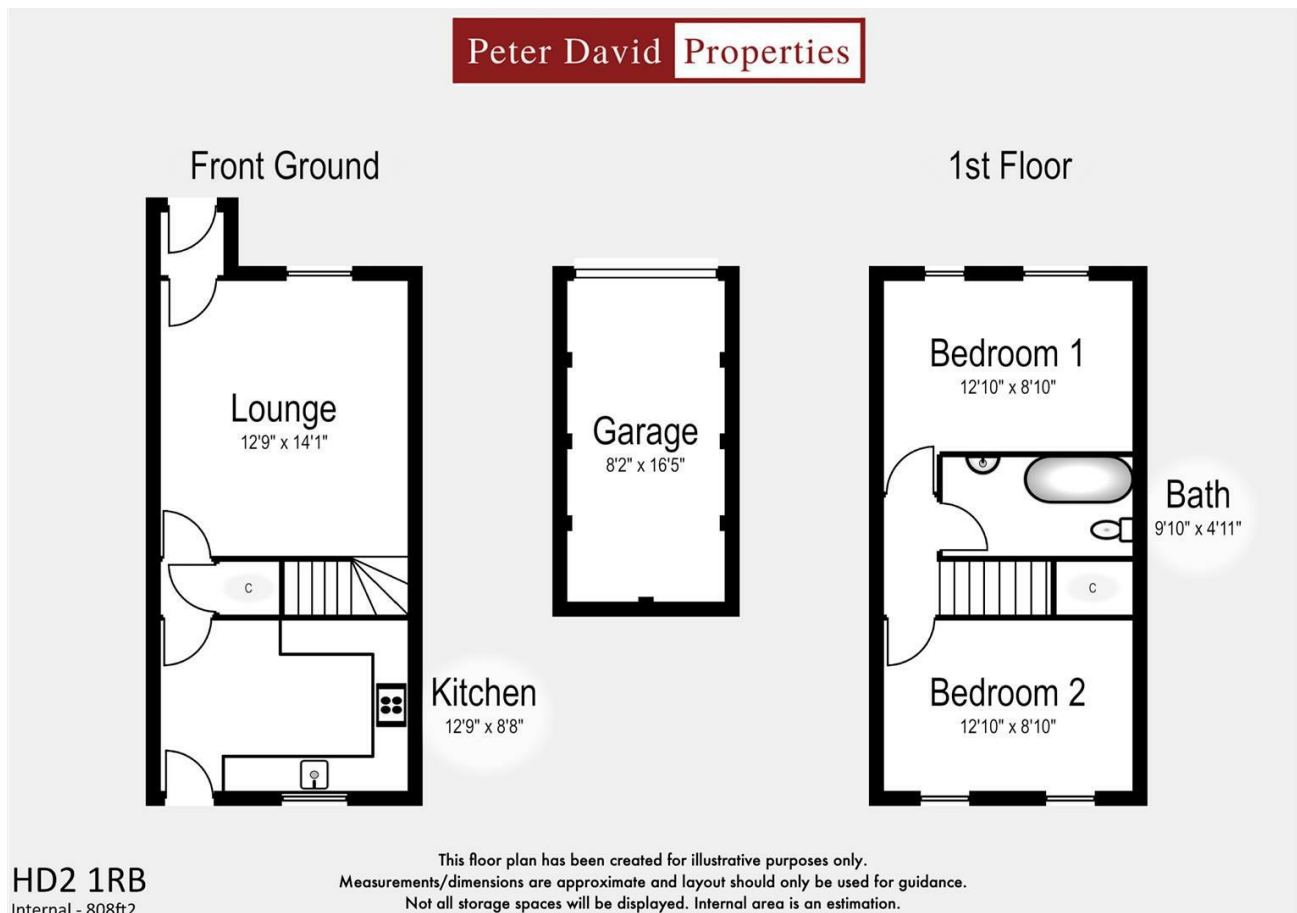 Peter David Properties
Front Ground
1st Floor
Lounge
12'9" x 14'1"
C
Kitchen
12'9" x 8'8"
Garage
8'2" x 16'5"
Bedroom 1
12'10" x 8'10"
Bath
9'10" x 4'11"
C
Bedroom 2
12'10" x 8'10"
HD2 1RB
Internal - 808ft2
This floor plan has been created for illustrative purposes only.
Measurements/dimensions are approximate and layout should only be used for guidance.
Not all storage spaces will be displayed. Internal area is an estimation.